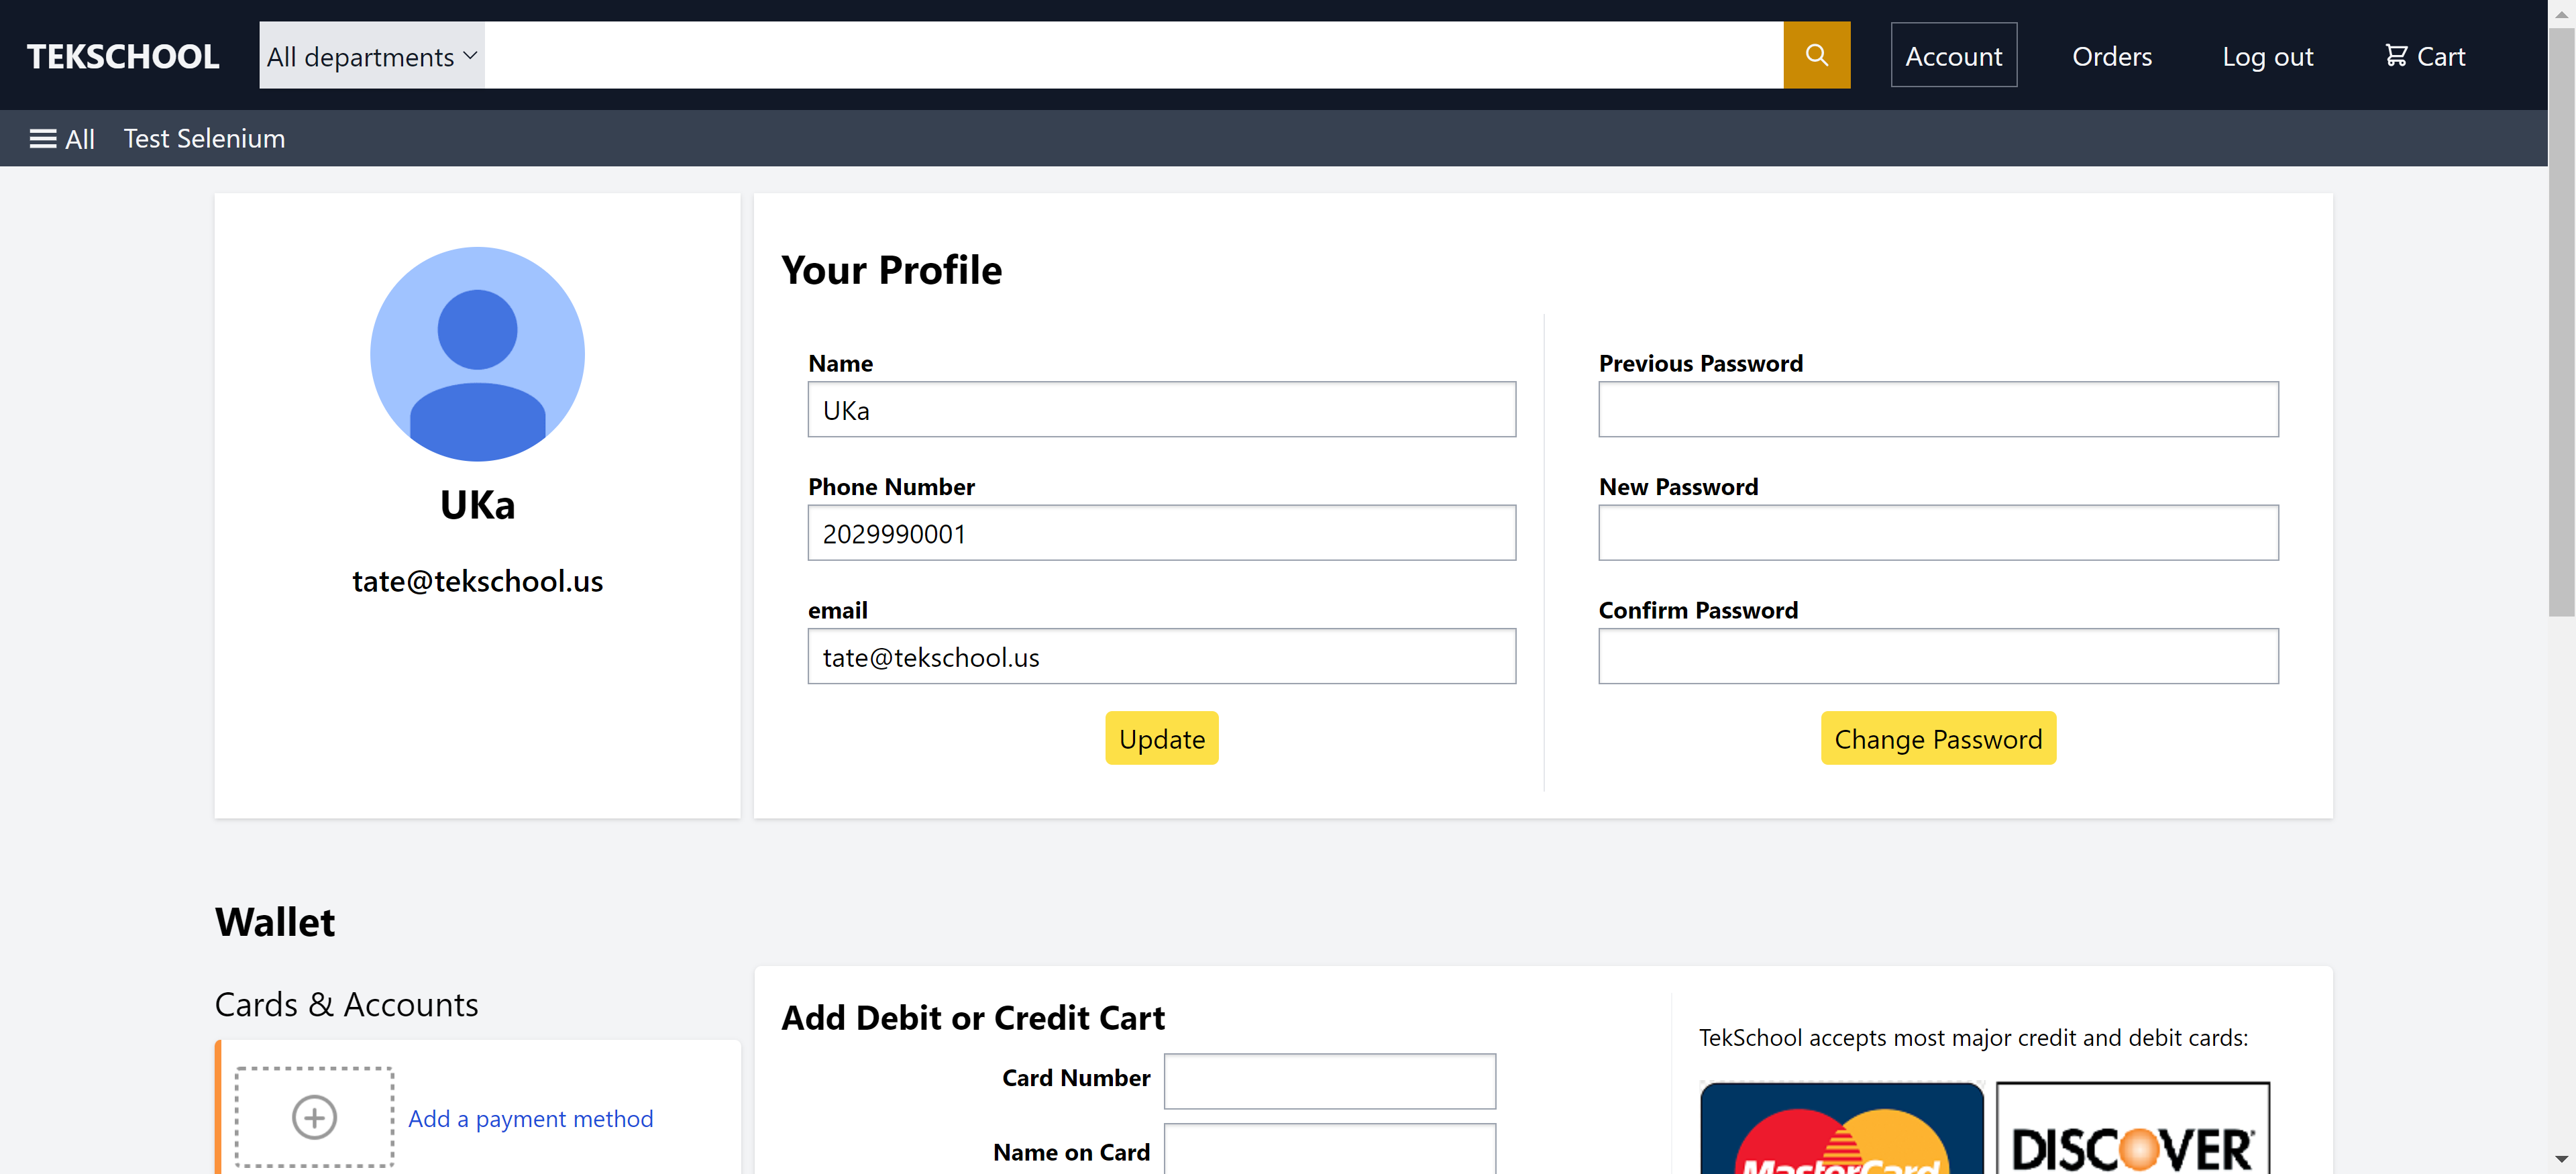 TEKSCHOOL All departments Account Orders Log out Cart
All Test Selenium
UKa
tate@tekschool.us
Your Profile
Name
UKa
Phone Number
2029990001
email
tate@tekschool.us
Update
Previous Password
New Password
Confirm Password
Change Password
Wallet
Cards & Accounts
Add a payment method
Add Debit or Credit Cart
Card Number
Name on Card
TekSchool accepts most major credit and debit cards:
MasterCard
DISCOVER